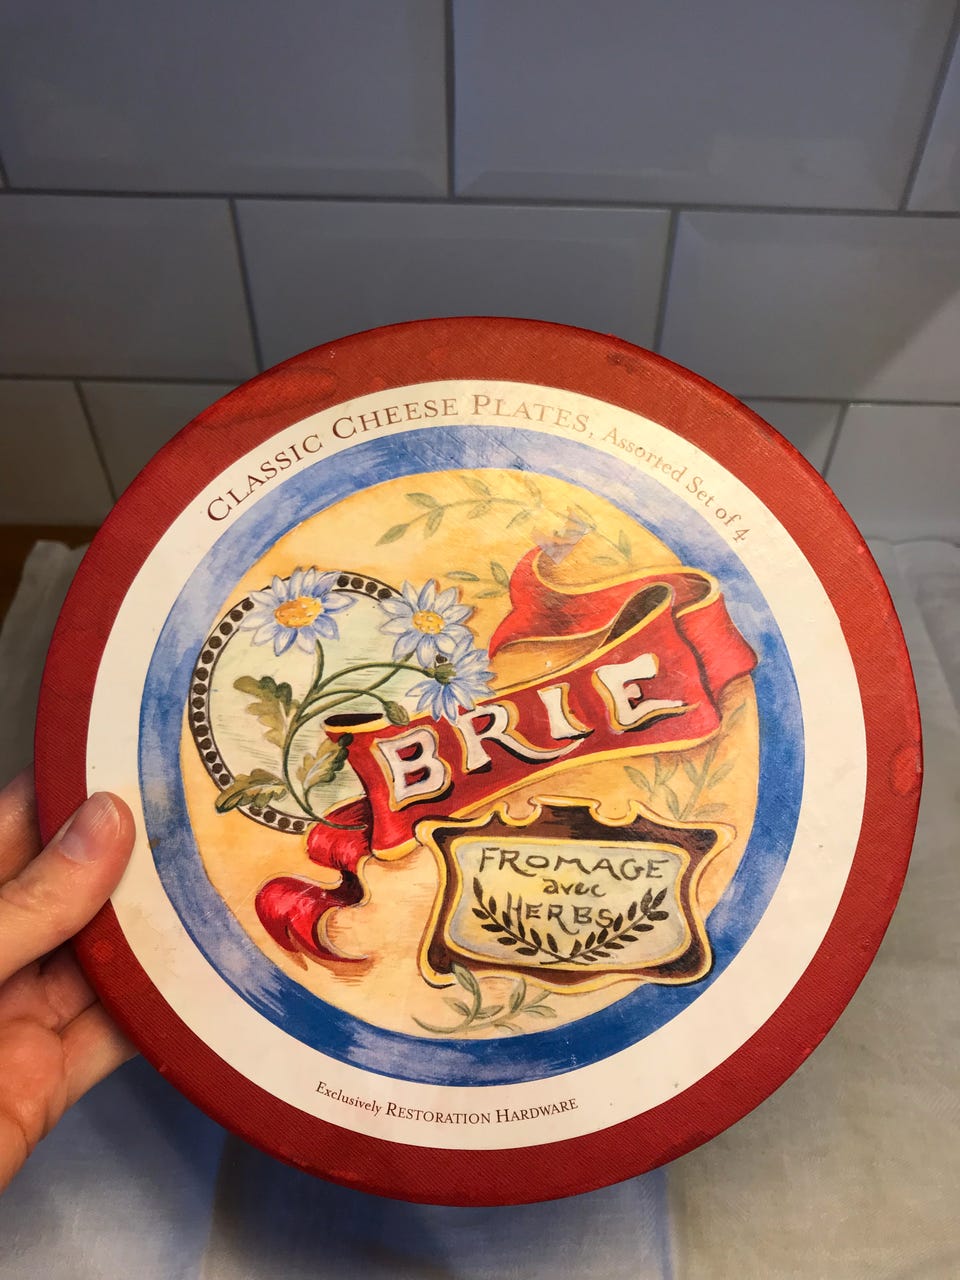 CLASSIC CHEESE PLATES, Assorted Set of 4
BRIE
FROMAGE
avec
HERBS
Exclusively RESTORATION HARDWARE